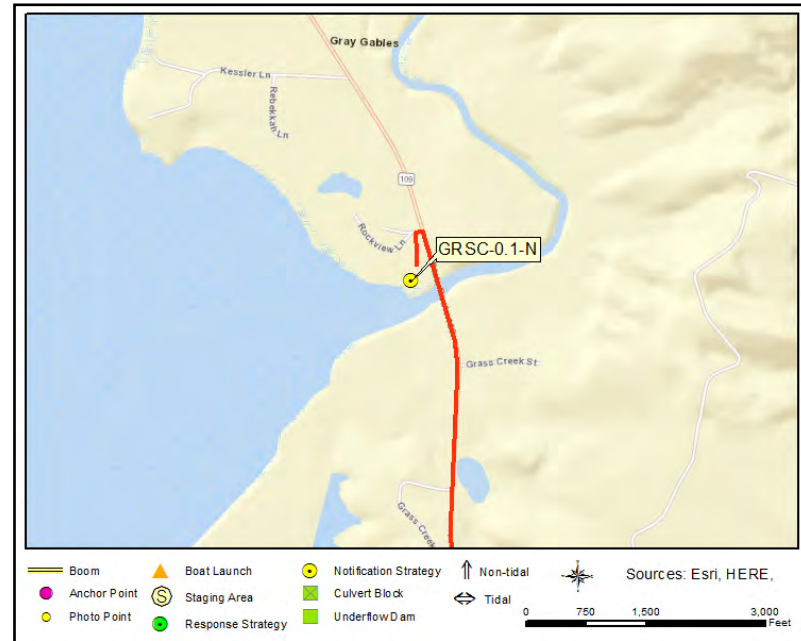 Gray Gables
Kessler Ln
Rebekkah Ln
109
Rockview Ln
GRSC-0.1-N
Grass Creek St
Grass Creek
Boom
Anchor Point
Photo Point
Boat Launch
S Staging Area
Response Strategy
Notification Strategy
Culvert Block
Underflow Dam
Non-tidal
Tidal
Sources: Esri, HERE,
0 750 1,500 3,000
Feet